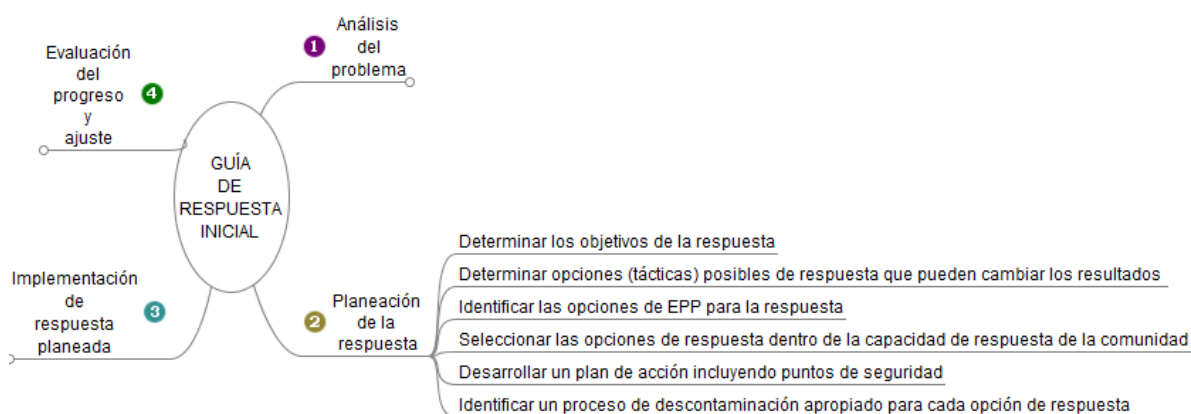 GUÍA
DE
RESPUESTA
INICIAL
1
Análisis
del
problema
2
Planeación
de la
respuesta
Determinar los objetivos de la respuesta
Determinar opciones (tácticas) posibles de respuesta que pueden cambiar los resultados
Identificar las opciones de EPP para la respuesta
Seleccionar las opciones de respuesta dentro de la capacidad de respuesta de la comunidad
Desarrollar un plan de acción incluyendo puntos de seguridad
Identificar un proceso de descontaminación apropiado para cada opción de respuesta
3
Implementación
de
respuesta
planeada
4
Evaluación
del
progreso
y
ajuste